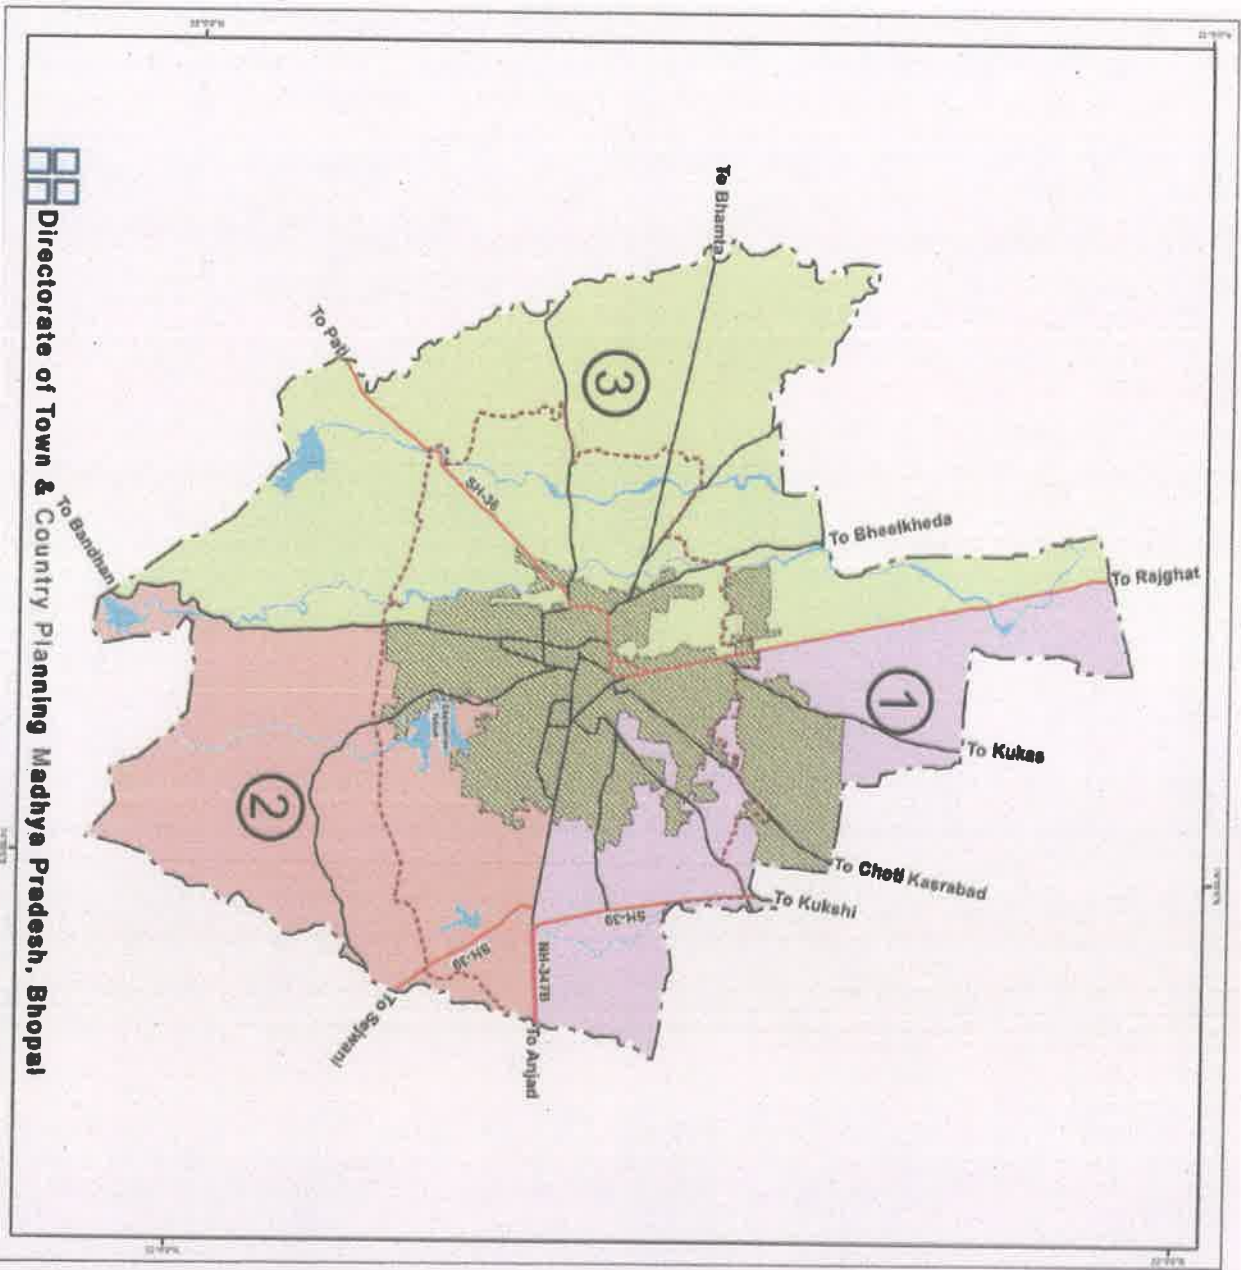 To Bhamta
To Pati
To Bandhan
To Bheelkheda
To Rajghat
To Kukas
To Choti Kasrabad
To Kukshi
To Anjad
To Sejwani
SH-36
SH-39
SH-39
NH-347B
1
2
3
Directorate of Town & Country Planning Madhya Pradesh, Bhopal